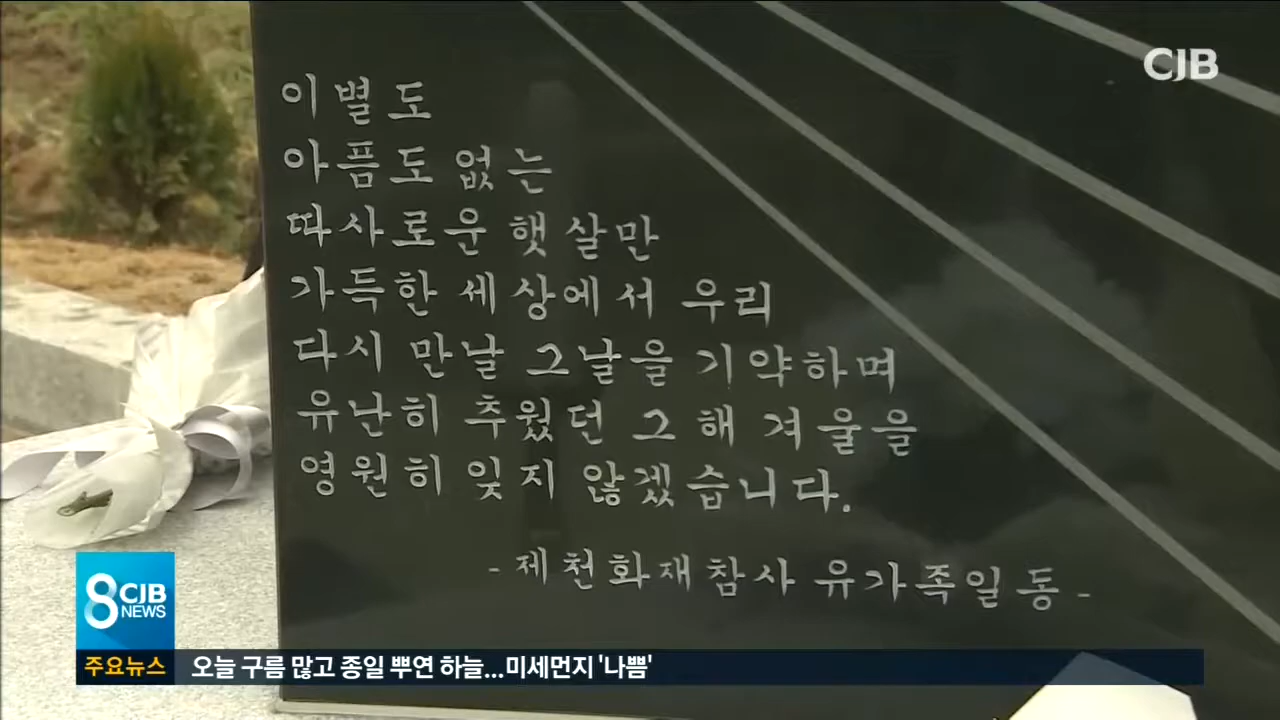 CJB
이별도
아픔도 없는
따사로운 햇살만
가득한 세상에서 우리
다시 만날 그날을 기약하며
유난히 추웠던 그 해 겨울을
영원히 잊지 않겠습니다.
- 제천화재참사 유가족일동 -
8 CJB NEWS
주요뉴스 오늘 구름 많고 종일 뿌연 하늘...미세먼지 '나쁨'